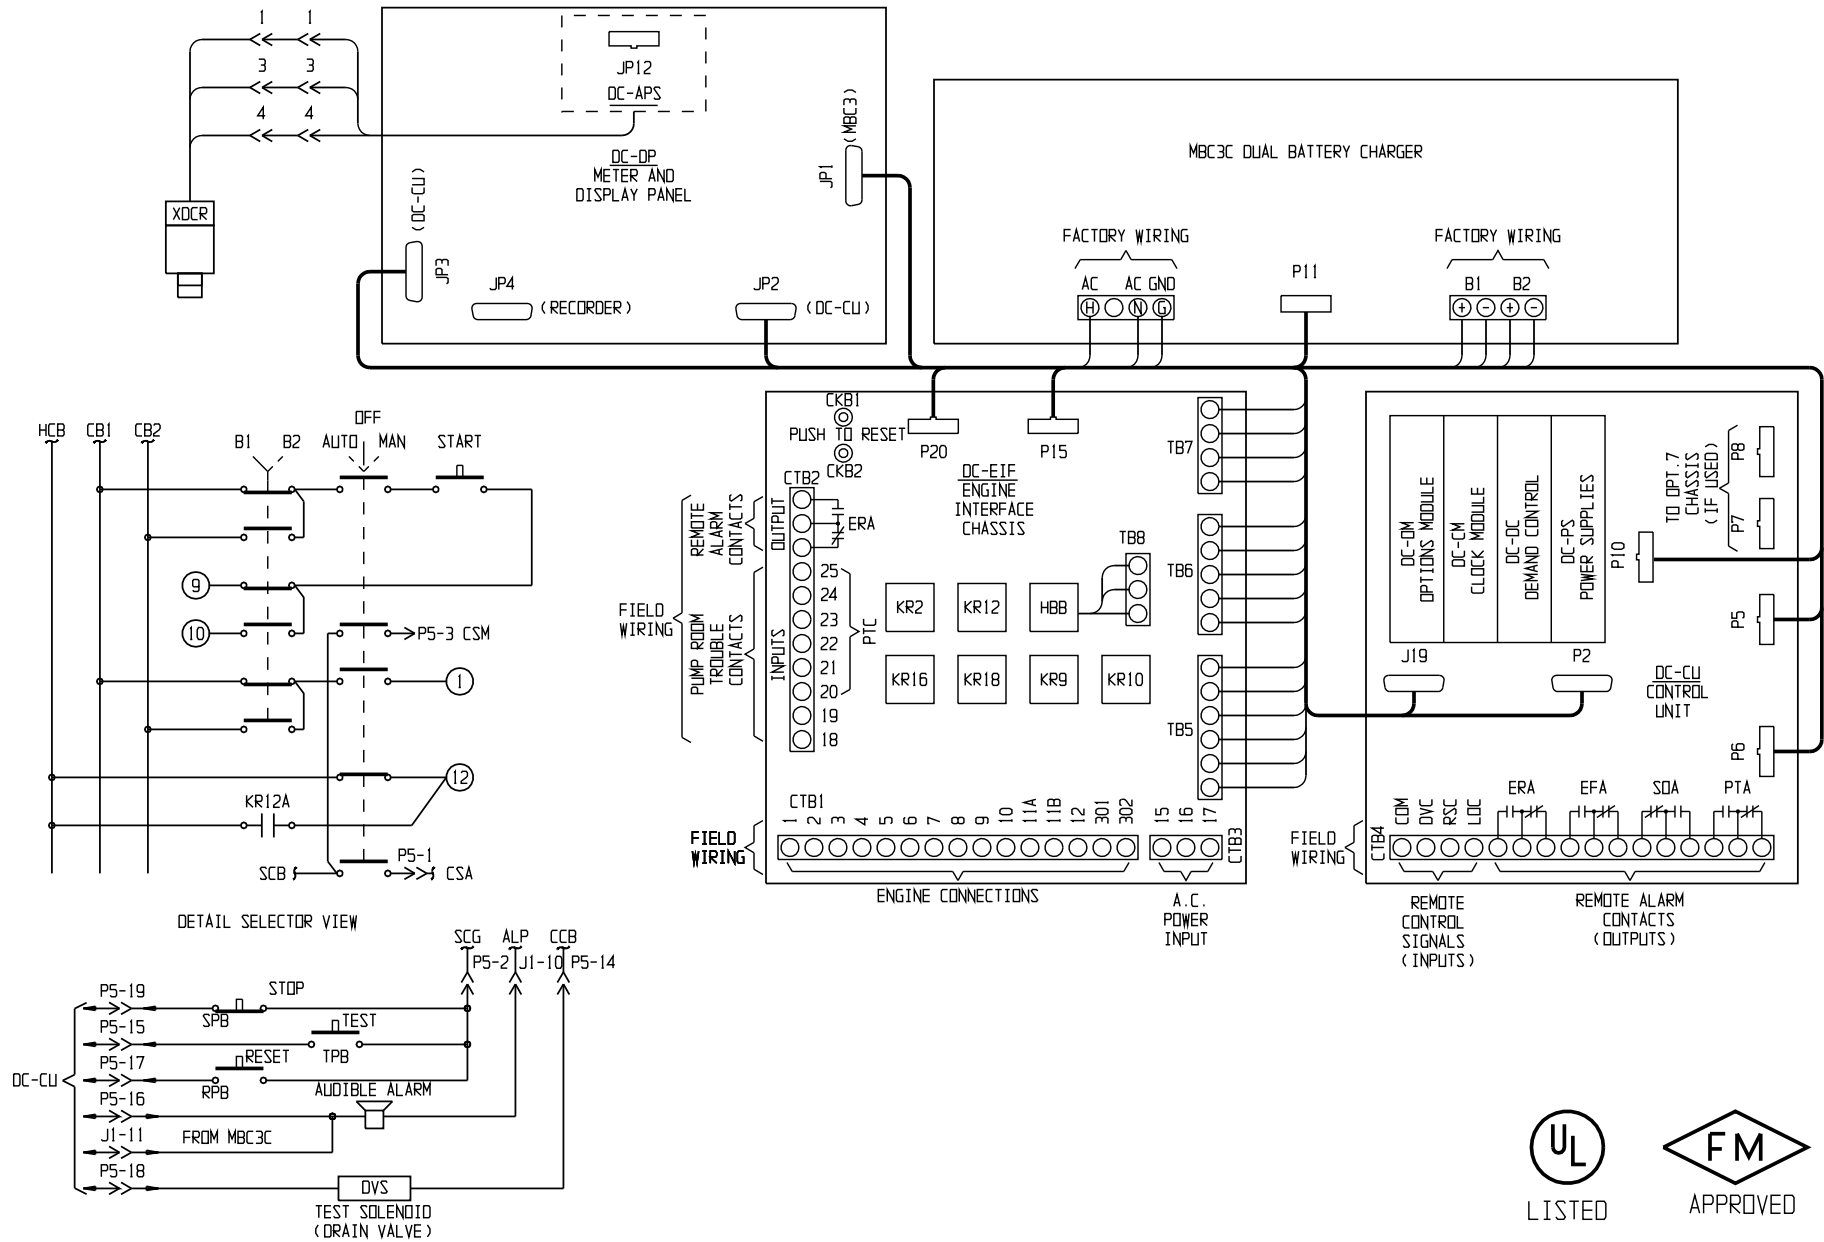 1 1
3 3
4 4
XDCR
JP12
DC-APS
DC-DP
METER AND
DISPLAY PANEL
JP1
(MBC3)
(DC-CU)
JP3
JP4
(RECORDER)
JP2
(DC-CU)
MBC3C DUAL BATTERY CHARGER
FACTORY WIRING
AC AC GND
H N G
P11
FACTORY WIRING
B1 B2
+ - + -
HCB CB1 CB2
B1 B2
OFF
AUTO MAN
START
9
10
P5-3 CSM
1
12
KR12A
SCB
P5-1
CSA
DETAIL SELECTOR VIEW
CKB1
PUSH TO RESET
CKB2
P20
P15
DC-EIF
ENGINE
INTERFACE
CHASSIS
CTB2
REMOTE
ALARM
CONTACTS
OUTPUT
ERA
FIELD
WIRING
PUMP ROOM
TROUBLE
CONTACTS
INPUTS
25
24
23
22
21
20
19
18
PTC
KR2 KR12 HBB
KR16 KR18 KR9 KR10
TB8
TB7
TB6
TB5
CTB1
1 2 3 4 5 6 7 8 9 10 11A 11B 12 301 302
15 16 17
CTB3
FIELD
WIRING
ENGINE CONNECTIONS
A.C.
POWER
INPUT
DC-OM
OPTIONS MODULE
DC-CM
CLOCK MODULE
DC-DC
DEMAND CONTROL
DC-PS
POWER SUPPLIES
P10
TO OPT.7
CHASSIS
(IF USED)
P8
P7
P5
P6
J19
P2
DC-CU
CONTROL
UNIT
ERA EFA SOA PTA
COM DVC RSC LOC
CTB4
FIELD
WIRING
REMOTE
CONTROL
SIGNALS
(INPUTS)
REMOTE ALARM
CONTACTS
(OUTPUTS)
SCG ALP CCB
P5-2 J1-10 P5-14
DC-CU
P5-19
STOP
SPB
P5-15
TEST
TPB
P5-17
RESET
RPB
P5-16
AUDIBLE ALARM
J1-11
FROM MBC3C
P5-18
DVS
TEST SOLENOID
(DRAIN VALVE)
UL
LISTED
FM
APPROVED